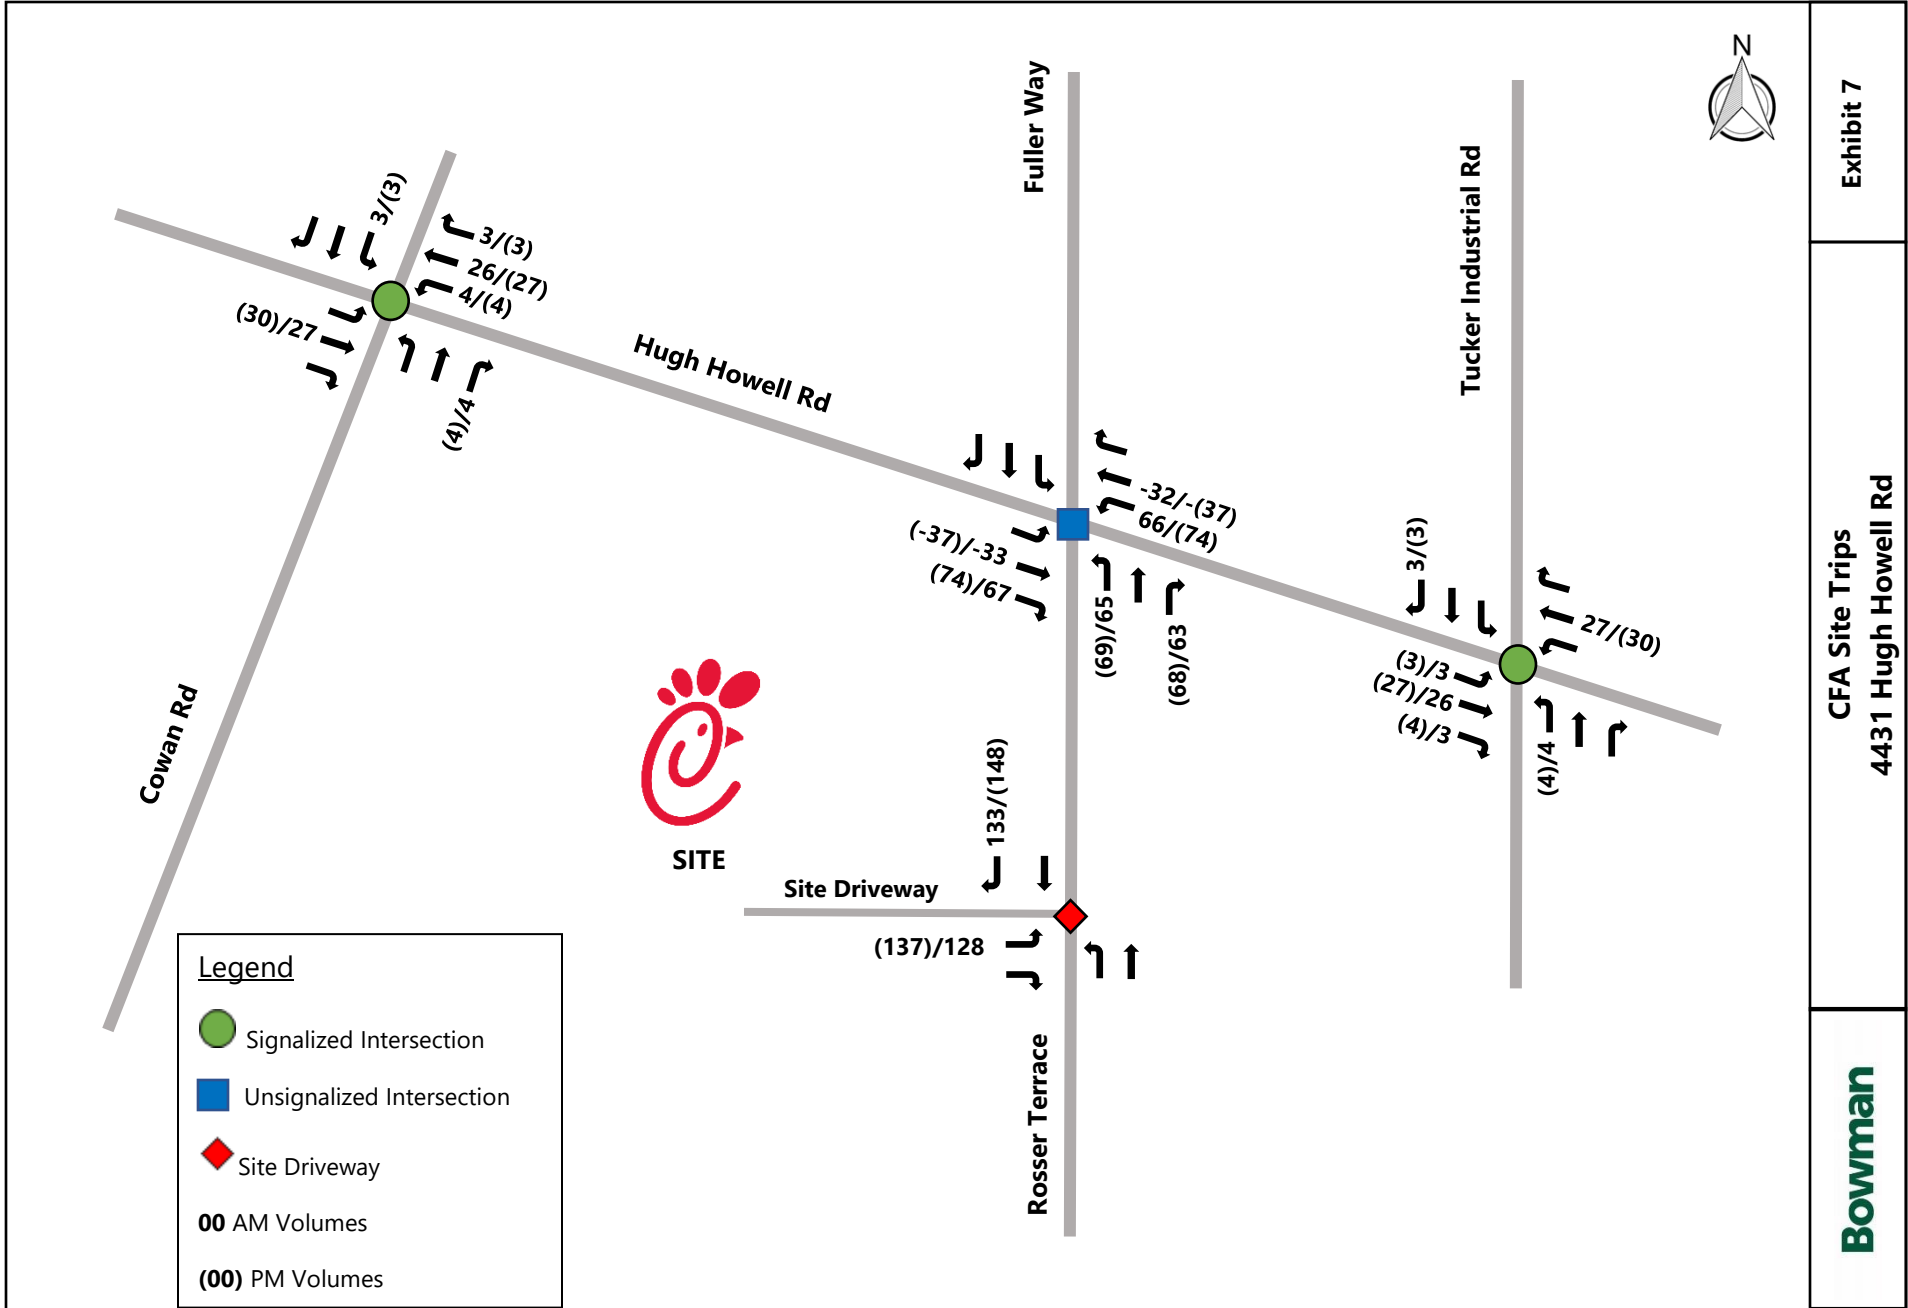 N
Exhibit 7
CFA Site Trips
4431 Hugh Howell Rd
Bowman
Fuller Way
Tucker Industrial Rd
Hugh Howell Rd
Cowan Rd
Rosser Terrace
3/(3)
3/(3)
26/(27)
4/(4)
(30)/27
(4)/4
-32/-(37)
66/(74)
(-37)/-33
(74)/67
(69)/65
(68)/63
3/(3)
27/(30)
(3)/3
(27)/26
(4)/3
(4)/4
SITE
133/(148)
Site Driveway
(137)/128
Legend
Signalized Intersection
Unsignalized Intersection
Site Driveway
00 AM Volumes
(00) PM Volumes